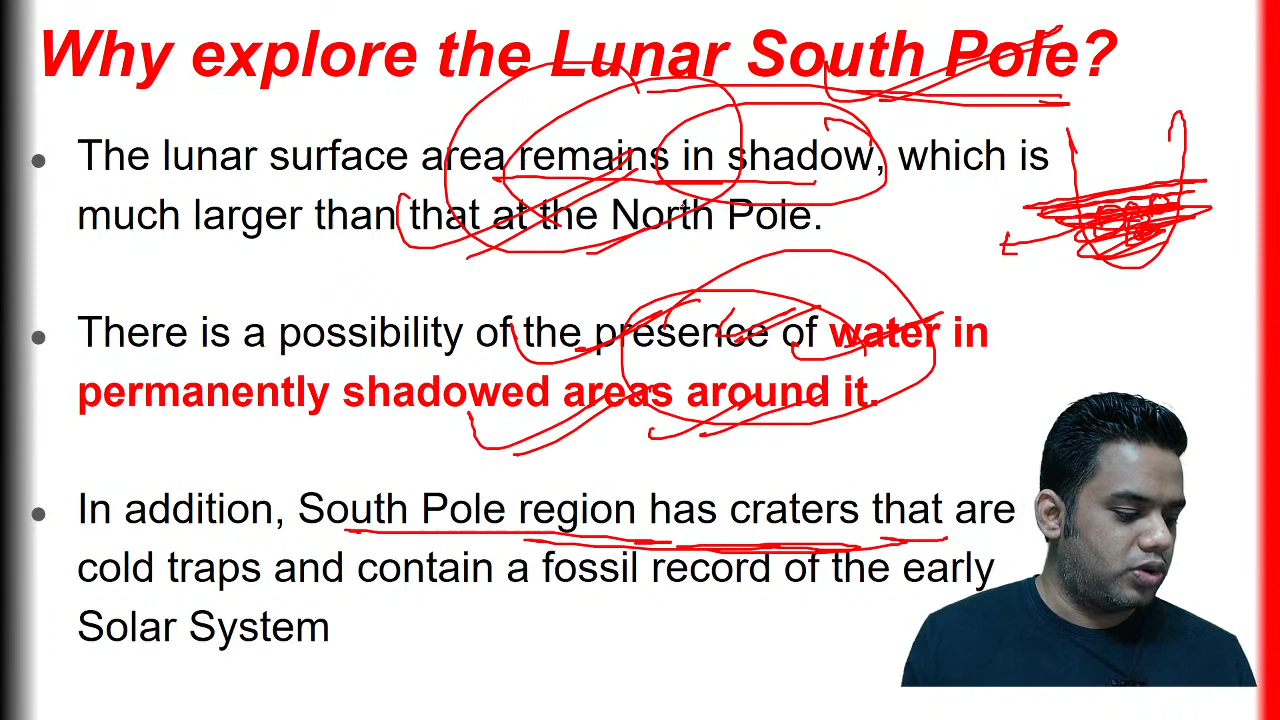 Why explore the Lunar South Pole?
• The lunar surface area remains in shadow, which is
much larger than that at the North Pole.
• There is a possibility of the presence of water in
permanently shadowed areas around it.
• In addition, South Pole region has craters that are
cold traps and contain a fossil record of the early
Solar System